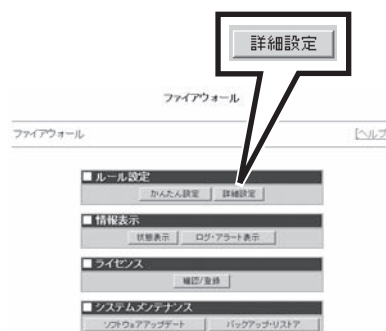 詳細設定
ファイアウォール
ファイアウォール [ヘルプ
■ ルール設定
かんたん設定 詳細設定
■ 情報表示
状態表示 ログ・アラート表示
■ ライセンス
確認/登録
■ システムメンテナンス
ソフトウェアアップデート バックアップ・リストア